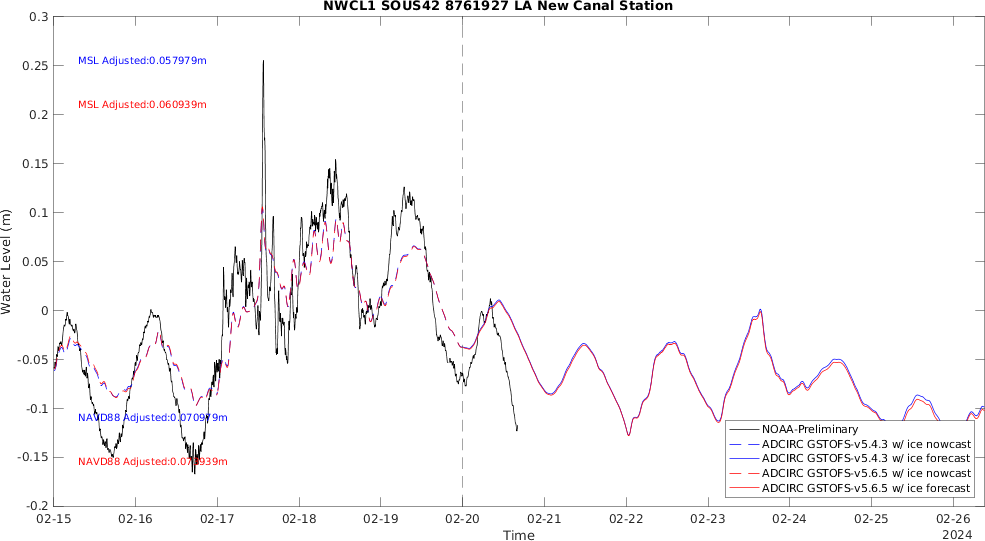 NWCL1 SOUS42 8761927 LA New Canal Station
Water Level (m)
0.3
0.25
0.2
0.15
0.1
0.05
0
-0.05
-0.1
-0.15
-0.2
MSL Adjusted:0.057979m
MSL Adjusted:0.060939m
NAVD88 Adjusted:0.070979m
NAVD88 Adjusted:0.073939m
NOAA-Preliminary
ADCIRC GSTOFS-v5.4.3 w/ ice nowcast
ADCIRC GSTOFS-v5.4.3 w/ ice forecast
ADCIRC GSTOFS-v5.6.5 w/ ice nowcast
ADCIRC GSTOFS-v5.6.5 w/ ice forecast
02-15 02-16 02-17 02-18 02-19 02-20 02-21 02-22 02-23 02-24 02-25 02-26
Time
2024